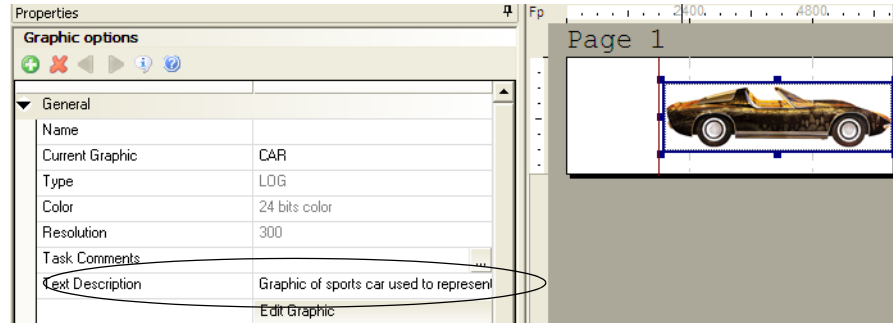 Properties
Graphic options
General
Name
Current Graphic CAR
Type LOG
Color 24 bits color
Resolution 300
Task Comments ...
Text Description Graphic of sports car used to represent
Edit Graphic
Fp 2400 4800
Page 1